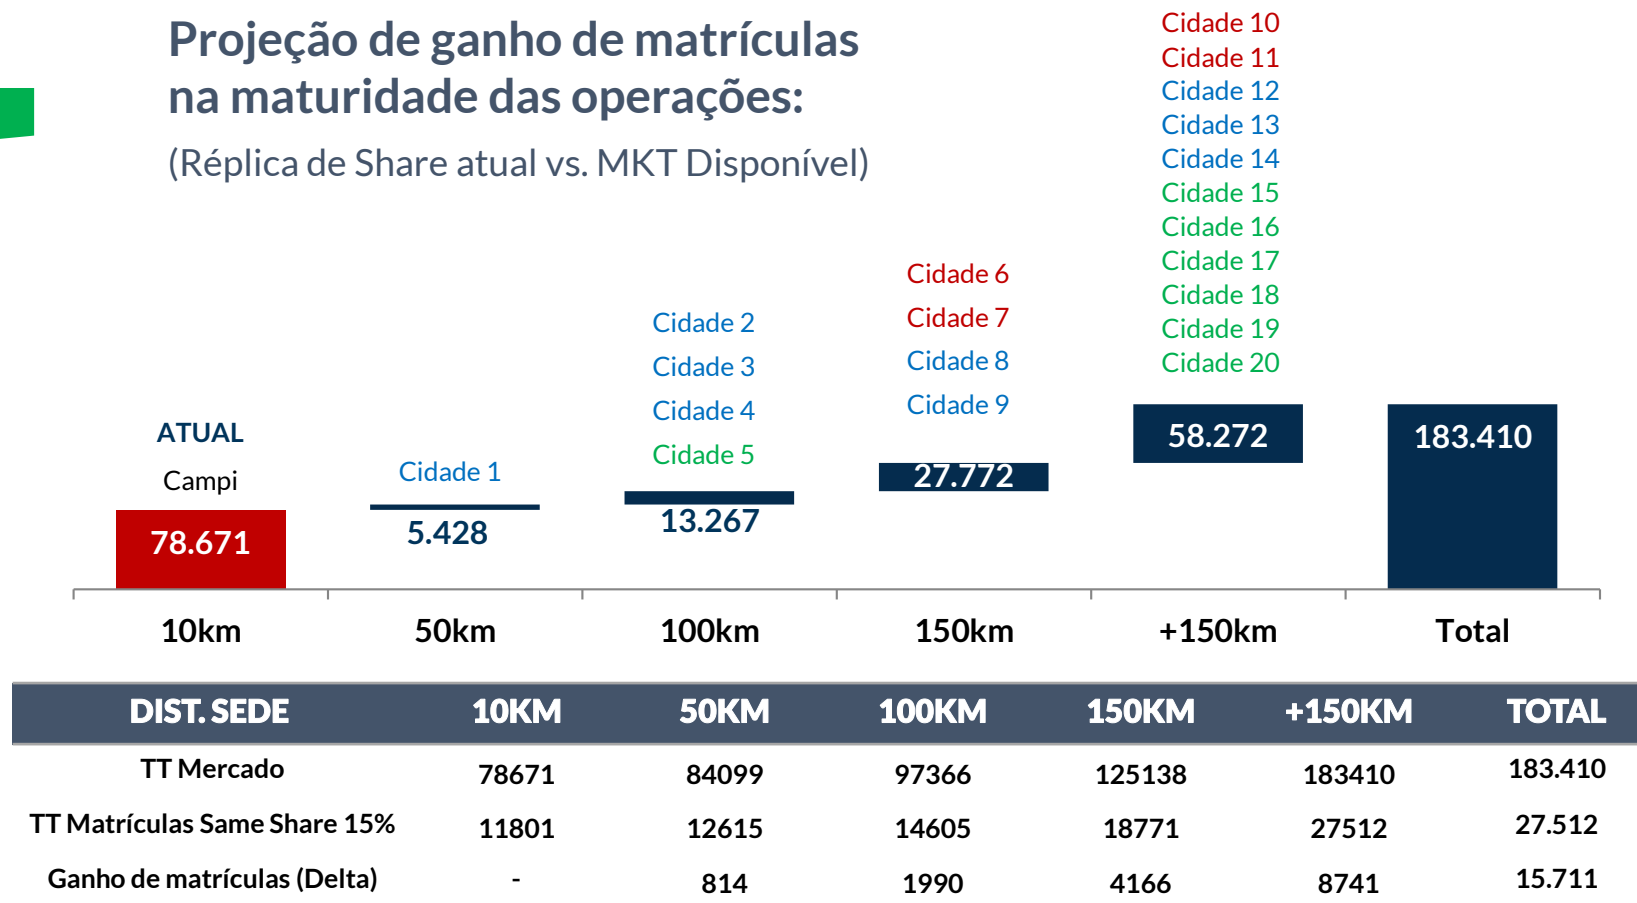 Projeção de ganho de matrículas
na maturidade das operações:
(Réplica de Share atual vs. MKT Disponível)
ATUAL
Campi
78.671
Cidade 1
5.428
Cidade 2
Cidade 3
Cidade 4
Cidade 5
13.267
Cidade 6
Cidade 7
Cidade 8
Cidade 9
27.772
Cidade 10
Cidade 11
Cidade 12
Cidade 13
Cidade 14
Cidade 15
Cidade 16
Cidade 17
Cidade 18
Cidade 19
Cidade 20
58.272
183.410
10km 50km 100km 150km +150km Total
DIST. SEDE 10KM 50KM 100KM 150KM +150KM TOTAL
TT Mercado 78671 84099 97366 125138 183410 183.410
TT Matrículas Same Share 15% 11801 12615 14605 18771 27512 27.512
Ganho de matrículas (Delta) - 814 1990 4166 8741 15.711